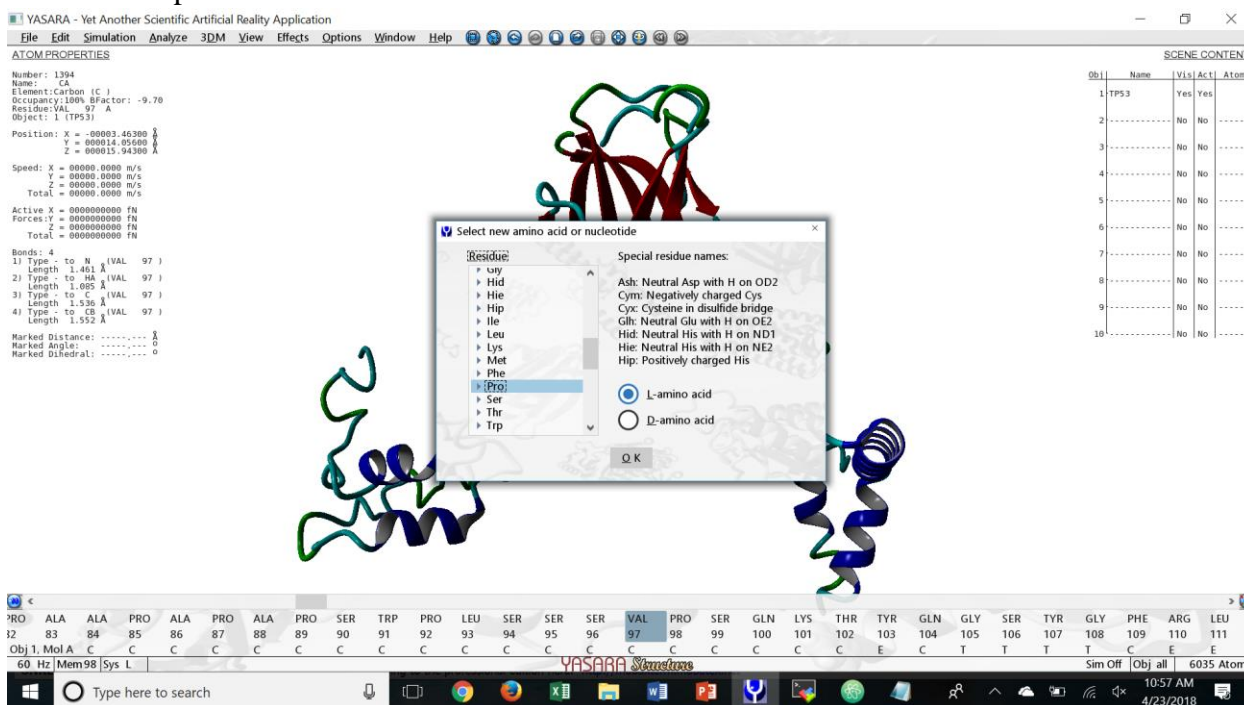 YASARA - Yet Another Scientific Artificial Reality Application
File Edit Simulation Analyze 3DM View Effects Options Window Help
ATOM PROPERTIES
Number: 1394
Name: CA
Element:Carbon (C )
Occupancy:100% BFactor: -9.70
Residue:VAL 97 A
Object: 1 (TP53)
Position: X = -00003.46300 Å
Y = 000014.05600 Å
Z = 000015.94300 Å
Speed: X = 00000.0000 m/s
Y = 00000.0000 m/s
Z = 00000.0000 m/s
Total = 00000.0000 m/s
Active X = 0000000000 fN
Forces:Y = 0000000000 fN
Z = 0000000000 fN
Total = 0000000000 fN
Bonds: 4
1) Type - to N (VAL 97 )
Length 1.461 Å
2) Type - to HA (VAL 97 )
Length 1.085 Å
3) Type - to C (VAL 97 )
Length 1.536 Å
4) Type - to CB (VAL 97 )
Length 1.552 Å
Marked Distance: -----,--- Å
Marked Angle: -----,--- o
Marked Dihedral: -----,--- o
SCENE CONTENT
Obj Name Vis Act Atom
1 TP53 Yes Yes
2 ------------ No No ----
3 ------------ No No ----
4 ------------ No No ----
5 ------------ No No ----
6 ------------ No No ----
7 ------------ No No ----
8 ------------ No No ----
9 ------------ No No ----
10 ------------ No No ----
Select new amino acid or nucleotide
Residue
Gly
Hid
Hie
Hip
Ile
Leu
Lys
Met
Phe
Pro
Ser
Thr
Trp
Special residue names:
Ash: Neutral Asp with H on OD2
Cym: Negatively charged Cys
Cyx: Cysteine in disulfide bridge
Glh: Neutral Glu with H on OE2
Hid: Neutral His with H on ND1
Hie: Neutral His with H on NE2
Hip: Positively charged His
L-amino acid
D-amino acid
O K
PRO ALA ALA PRO ALA PRO ALA PRO SER TRP PRO LEU SER SER SER VAL PRO SER GLN LYS THR TYR GLN GLY SER TYR GLY PHE ARG LEU
82 83 84 85 86 87 88 89 90 91 92 93 94 95 96 97 98 99 100 101 102 103 104 105 106 107 108 109 110 111
Obj 1, Mol A C C C C C C C C C C C C C C C C C C C C E C T T T T C E E
60 Hz Mem98 Sys L YASARA Structure Sim Off Obj all 6035 Atom
Type here to search
10:57 AM
4/23/2018